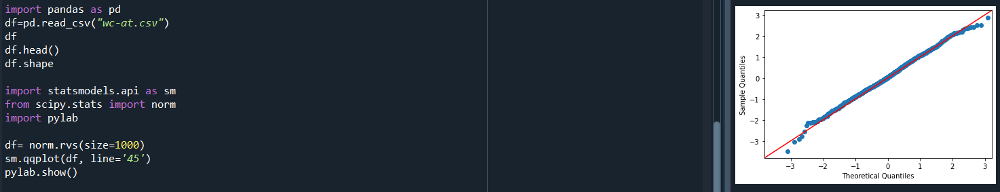 import pandas as pd
df=pd.read_csv("wc-at.csv")
df
df.head()
df.shape
import statsmodels.api as sm
from scipy.stats import norm
import pylab
df= norm.rvs(size=1000)
sm.qqplot(df, line='45')
pylab.show()
3
2
1
0
−1
−2
−3
Sample Quantiles
−3 −2 −1 0 1 2 3
Theoretical Quantiles